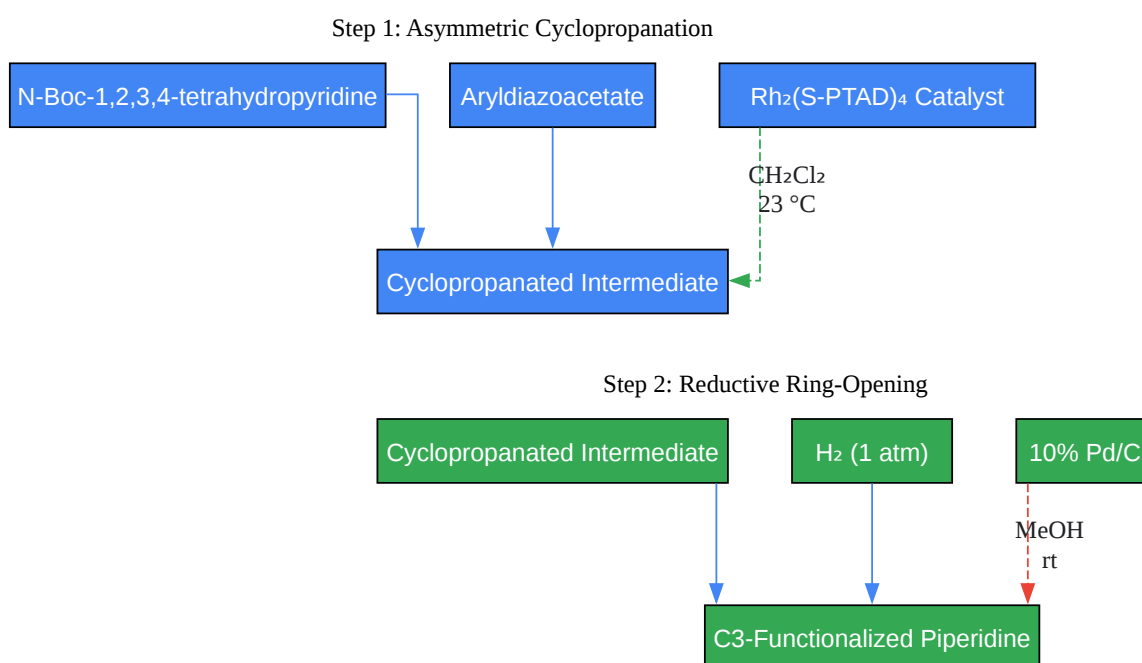 Step 1: Asymmetric Cyclopropanation
N-Boc-1,2,3,4-tetrahydropyridine
Aryldiazoacetate
Rh₂(S-PTAD)₄ Catalyst
CH₂Cl₂
23 °C
Cyclopropanated Intermediate
Step 2: Reductive Ring-Opening
Cyclopropanated Intermediate
H₂ (1 atm)
10% Pd/C
MeOH
rt
C3-Functionalized Piperidine